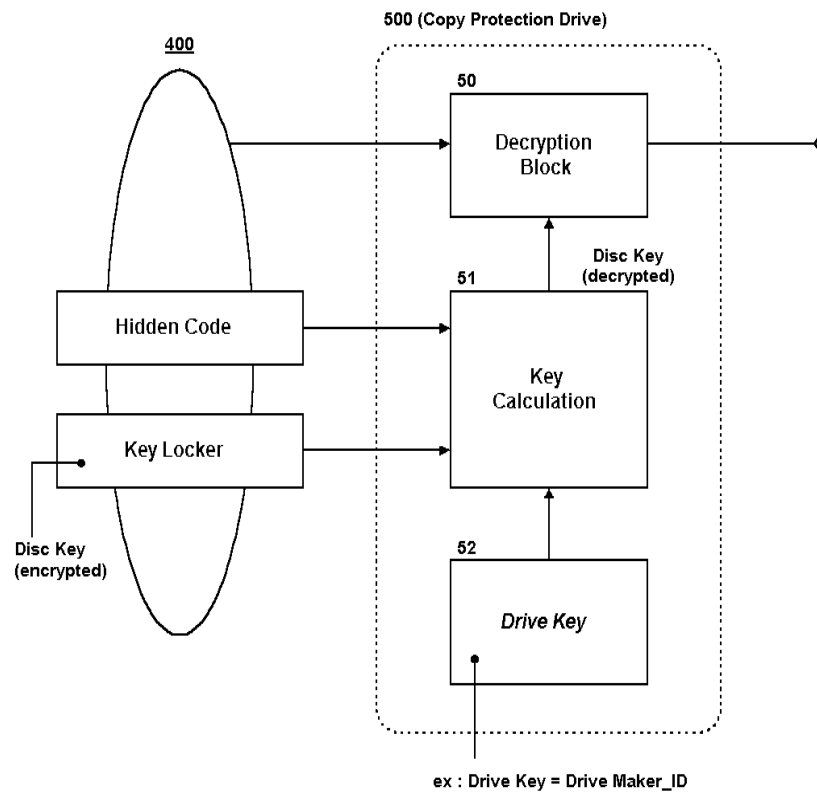 500 (Copy Protection Drive)
400
50
Decryption
Block
Disc Key
(decrypted)
51
Hidden Code
Key
Calculation
Key Locker
Disc Key
(encrypted)
52
Drive Key
ex : Drive Key = Drive Maker_ID